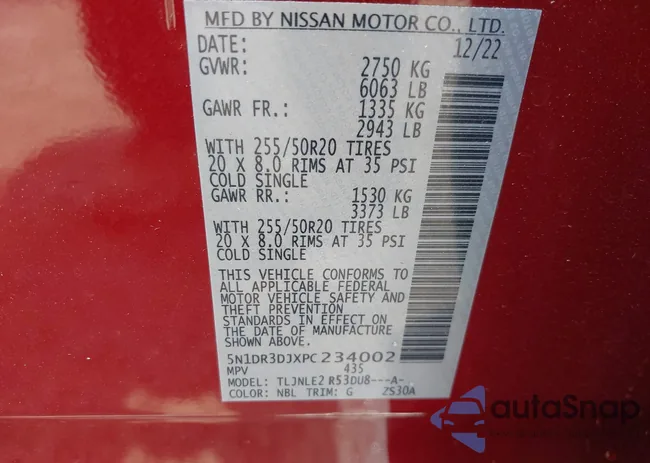 MFD BY NISSAN MOTOR CO., LTD.
DATE: 12/22
GVWR: 2750 KG
6063 LB
GAWR FR.: 1335 KG
2943 LB
WITH 255/50R20 TIRES
20 X 8.0 RIMS AT 35 PSI
COLD SINGLE
GAWR RR.: 1530 KG
3373 LB
WITH 255/50R20 TIRES
20 X 8.0 RIMS AT 35 PSI
COLD SINGLE
THIS VEHICLE CONFORMS TO
ALL APPLICABLE FEDERAL
MOTOR VEHICLE SAFETY AND
THEFT PREVENTION
STANDARDS IN EFFECT ON
THE DATE OF MANUFACTURE
SHOWN ABOVE.
5N1DR3DJXPC234002
MPV 435
MODEL: TLJNLE2 R53DU8---A-
COLOR: NBL TRIM: G ZS30A
autoSnap